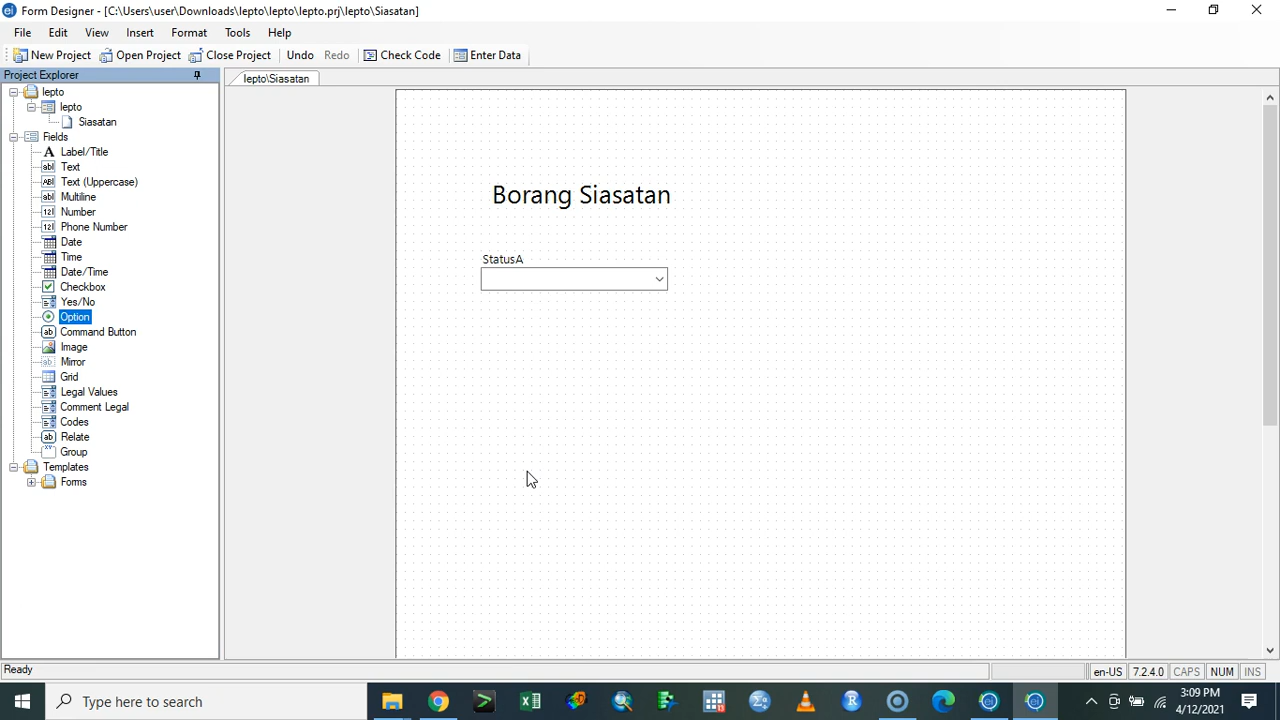 Form Designer - [C:\Users\user\Downloads\lepto\lepto\lepto.prj\lepto\Siasatan]
File Edit View Insert Format Tools Help
New Project Open Project Close Project Undo Redo Check Code Enter Data
Project Explorer
lepto\Siasatan
lepto
lepto
Siasatan
Fields
Label/Title
Text
Text (Uppercase)
Multiline
Number
Phone Number
Date
Time
Date/Time
Checkbox
Yes/No
Option
Command Button
Image
Mirror
Grid
Legal Values
Comment Legal
Codes
Relate
Group
Templates
Forms
Borang Siasatan
StatusA
Ready
en-US 7.2.4.0 CAPS NUM INS
Type here to search
3:09 PM
4/12/2021